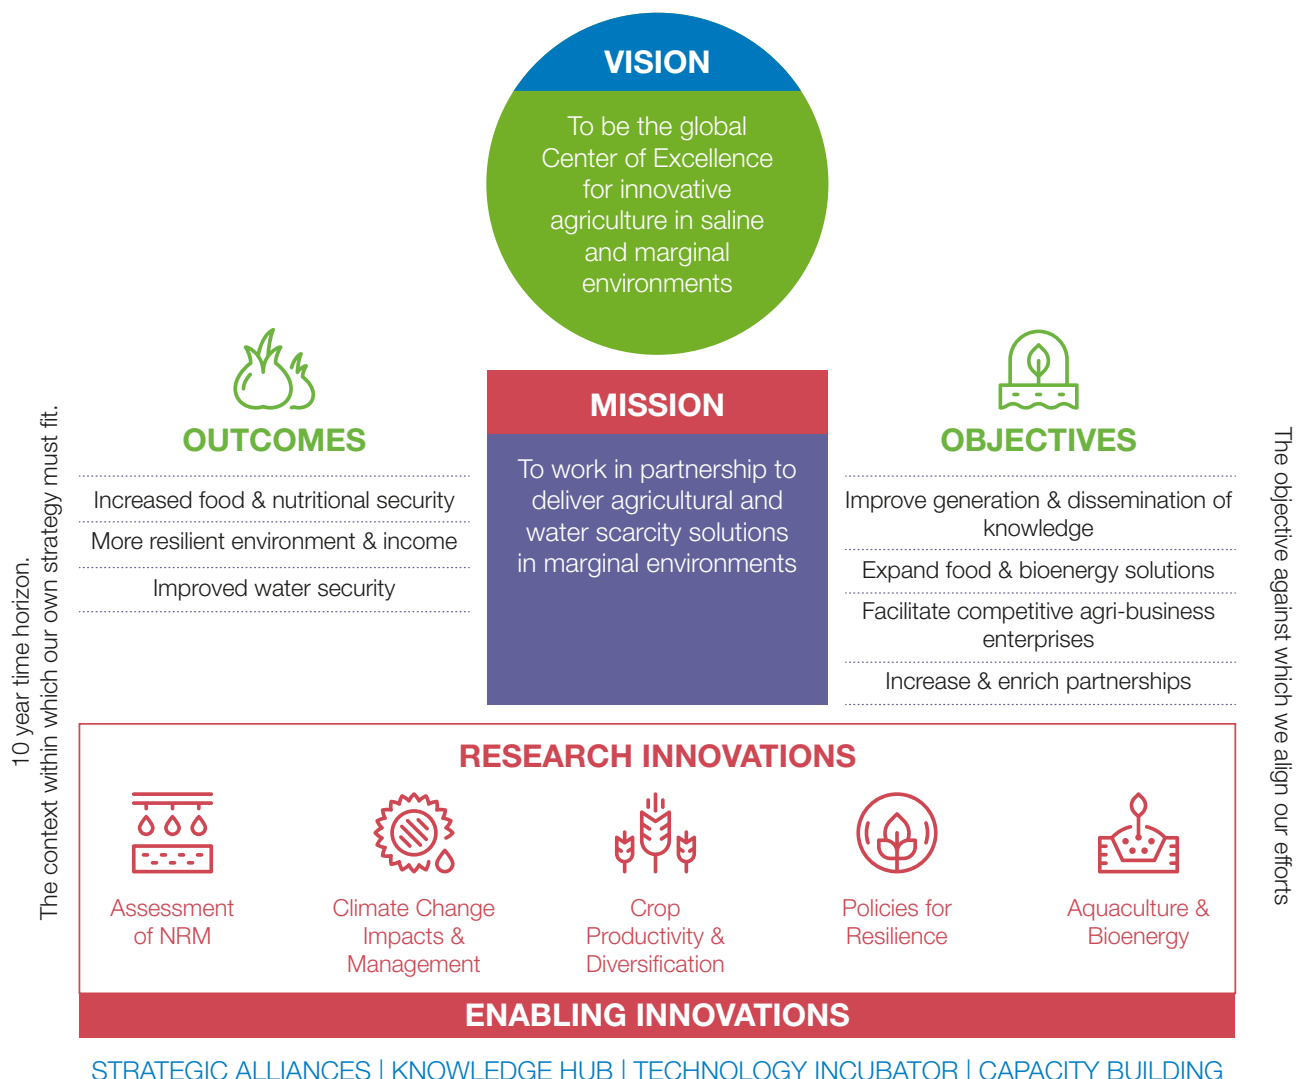 VISION
To be the global
Center of Excellence
for innovative
agriculture in saline
and marginal
environments
OUTCOMES
Increased food & nutritional security
More resilient environment & income
Improved water security
MISSION
To work in partnership to
deliver agricultural and
water scarcity solutions
in marginal environments
OBJECTIVES
Improve generation & dissemination of
knowledge
Expand food & bioenergy solutions
Facilitate competitive agri-business
enterprises
Increase & enrich partnerships
10 year time horizon.
The context within which our own strategy must fit.
The objective against which we align our efforts
RESEARCH INNOVATIONS
Assessment
of NRM
Climate Change
Impacts &
Management
Crop
Productivity &
Diversification
Policies for
Resilience
Aquaculture &
Bioenergy
ENABLING INNOVATIONS
STRATEGIC ALLIANCES | KNOWLEDGE HUB | TECHNOLOGY INCUBATOR | CAPACITY BUILDING